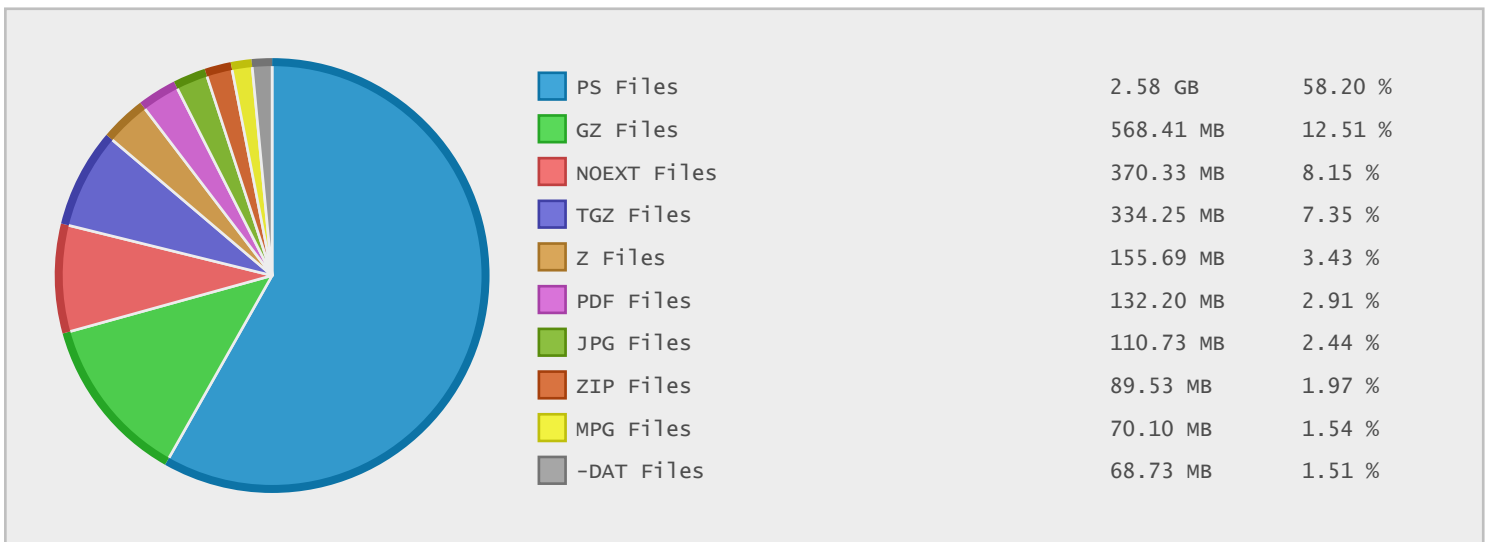 PS Files 2.58 GB 58.20 %
GZ Files 568.41 MB 12.51 %
NOEXT Files 370.33 MB 8.15 %
TGZ Files 334.25 MB 7.35 %
Z Files 155.69 MB 3.43 %
PDF Files 132.20 MB 2.91 %
JPG Files 110.73 MB 2.44 %
ZIP Files 89.53 MB 1.97 %
MPG Files 70.10 MB 1.54 %
-DAT Files 68.73 MB 1.51 %